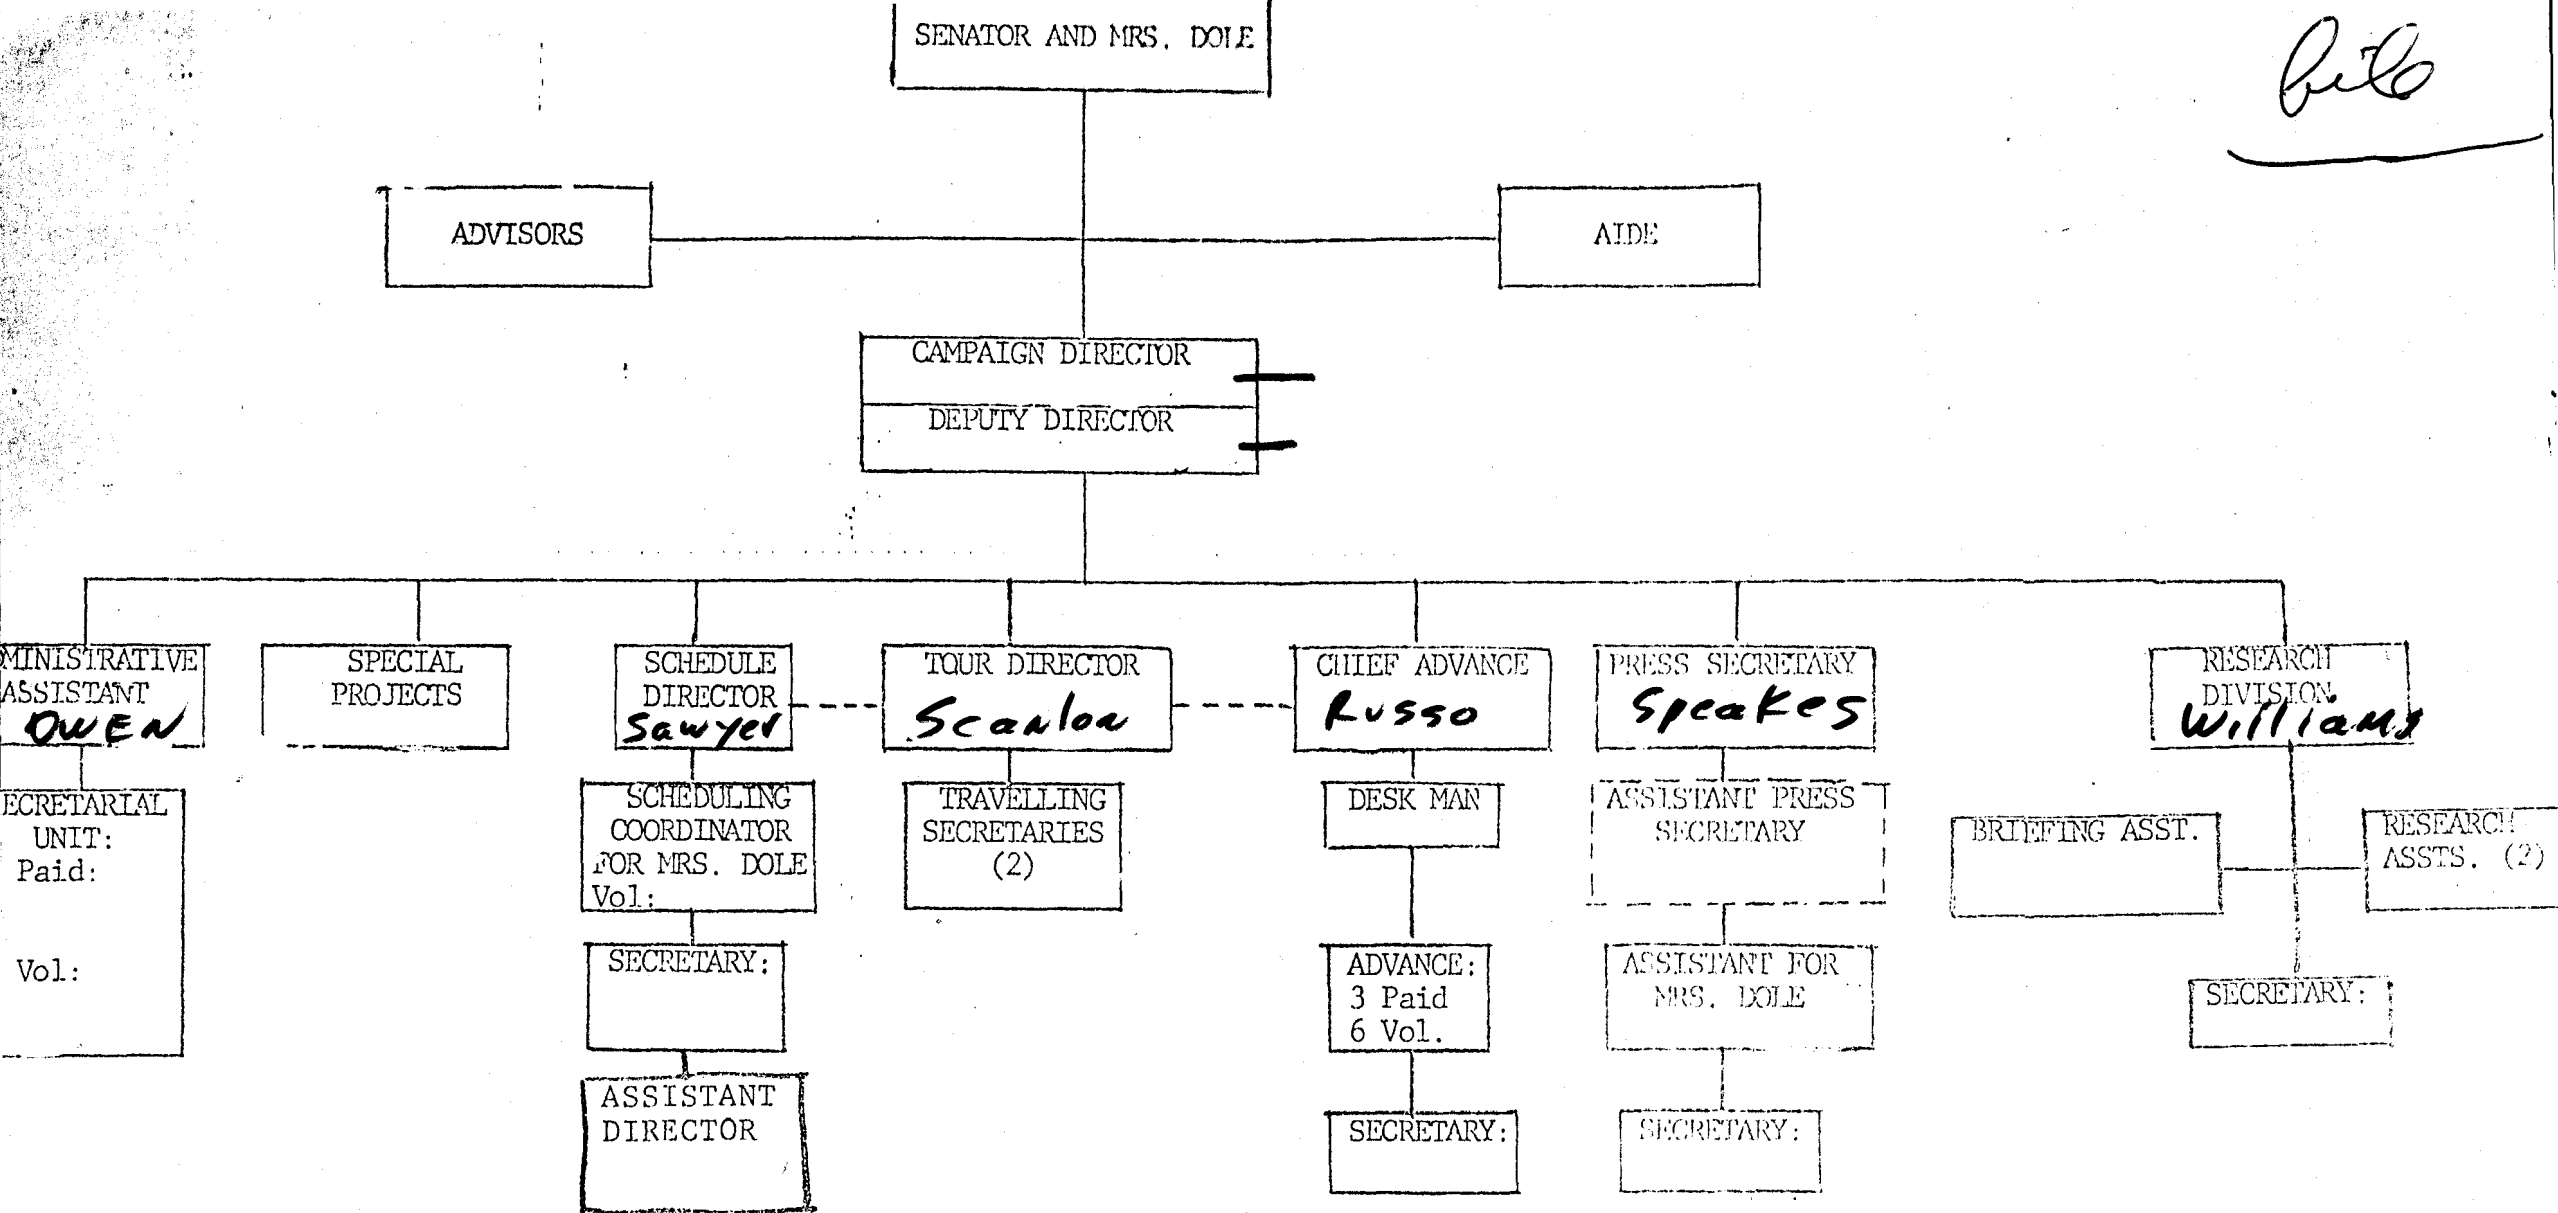 SENATOR AND MRS. DOLE
file
ADVISORS
AIDE
CAMPAIGN DIRECTOR
DEPUTY DIRECTOR
MINISTRATIVE
ASSISTANT
OWEN
SPECIAL
PROJECTS
SCHEDULE
DIRECTOR
Sawyer
TOUR DIRECTOR
Scanlon
CHIEF ADVANCE
Russo
PRESS SECRETARY
Speakes
RESEARCH
DIVISION
Williams
ECRETARIAL
UNIT:
Paid:
Vol:
SCHEDULING
COORDINATOR
FOR MRS. DOLE
Vol:
SECRETARY:
ASSISTANT
DIRECTOR
TRAVELLING
SECRETARIES
(2)
DESK MAN
ADVANCE:
3 Paid
6 Vol.
SECRETARY:
ASSISTANT PRESS
SECRETARY
ASSISTANT FOR
MRS. DOLE
SECRETARY:
BRIEFING ASST.
RESEARCH
ASSTS. (2)
SECRETARY: